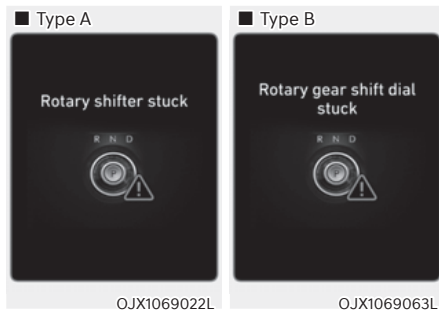 ■ Type A
Rotary shifter stuck
R N D
P
OJX1069022L
■ Type B
Rotary gear shift dial
stuck
R N D
P
OJX1069063L